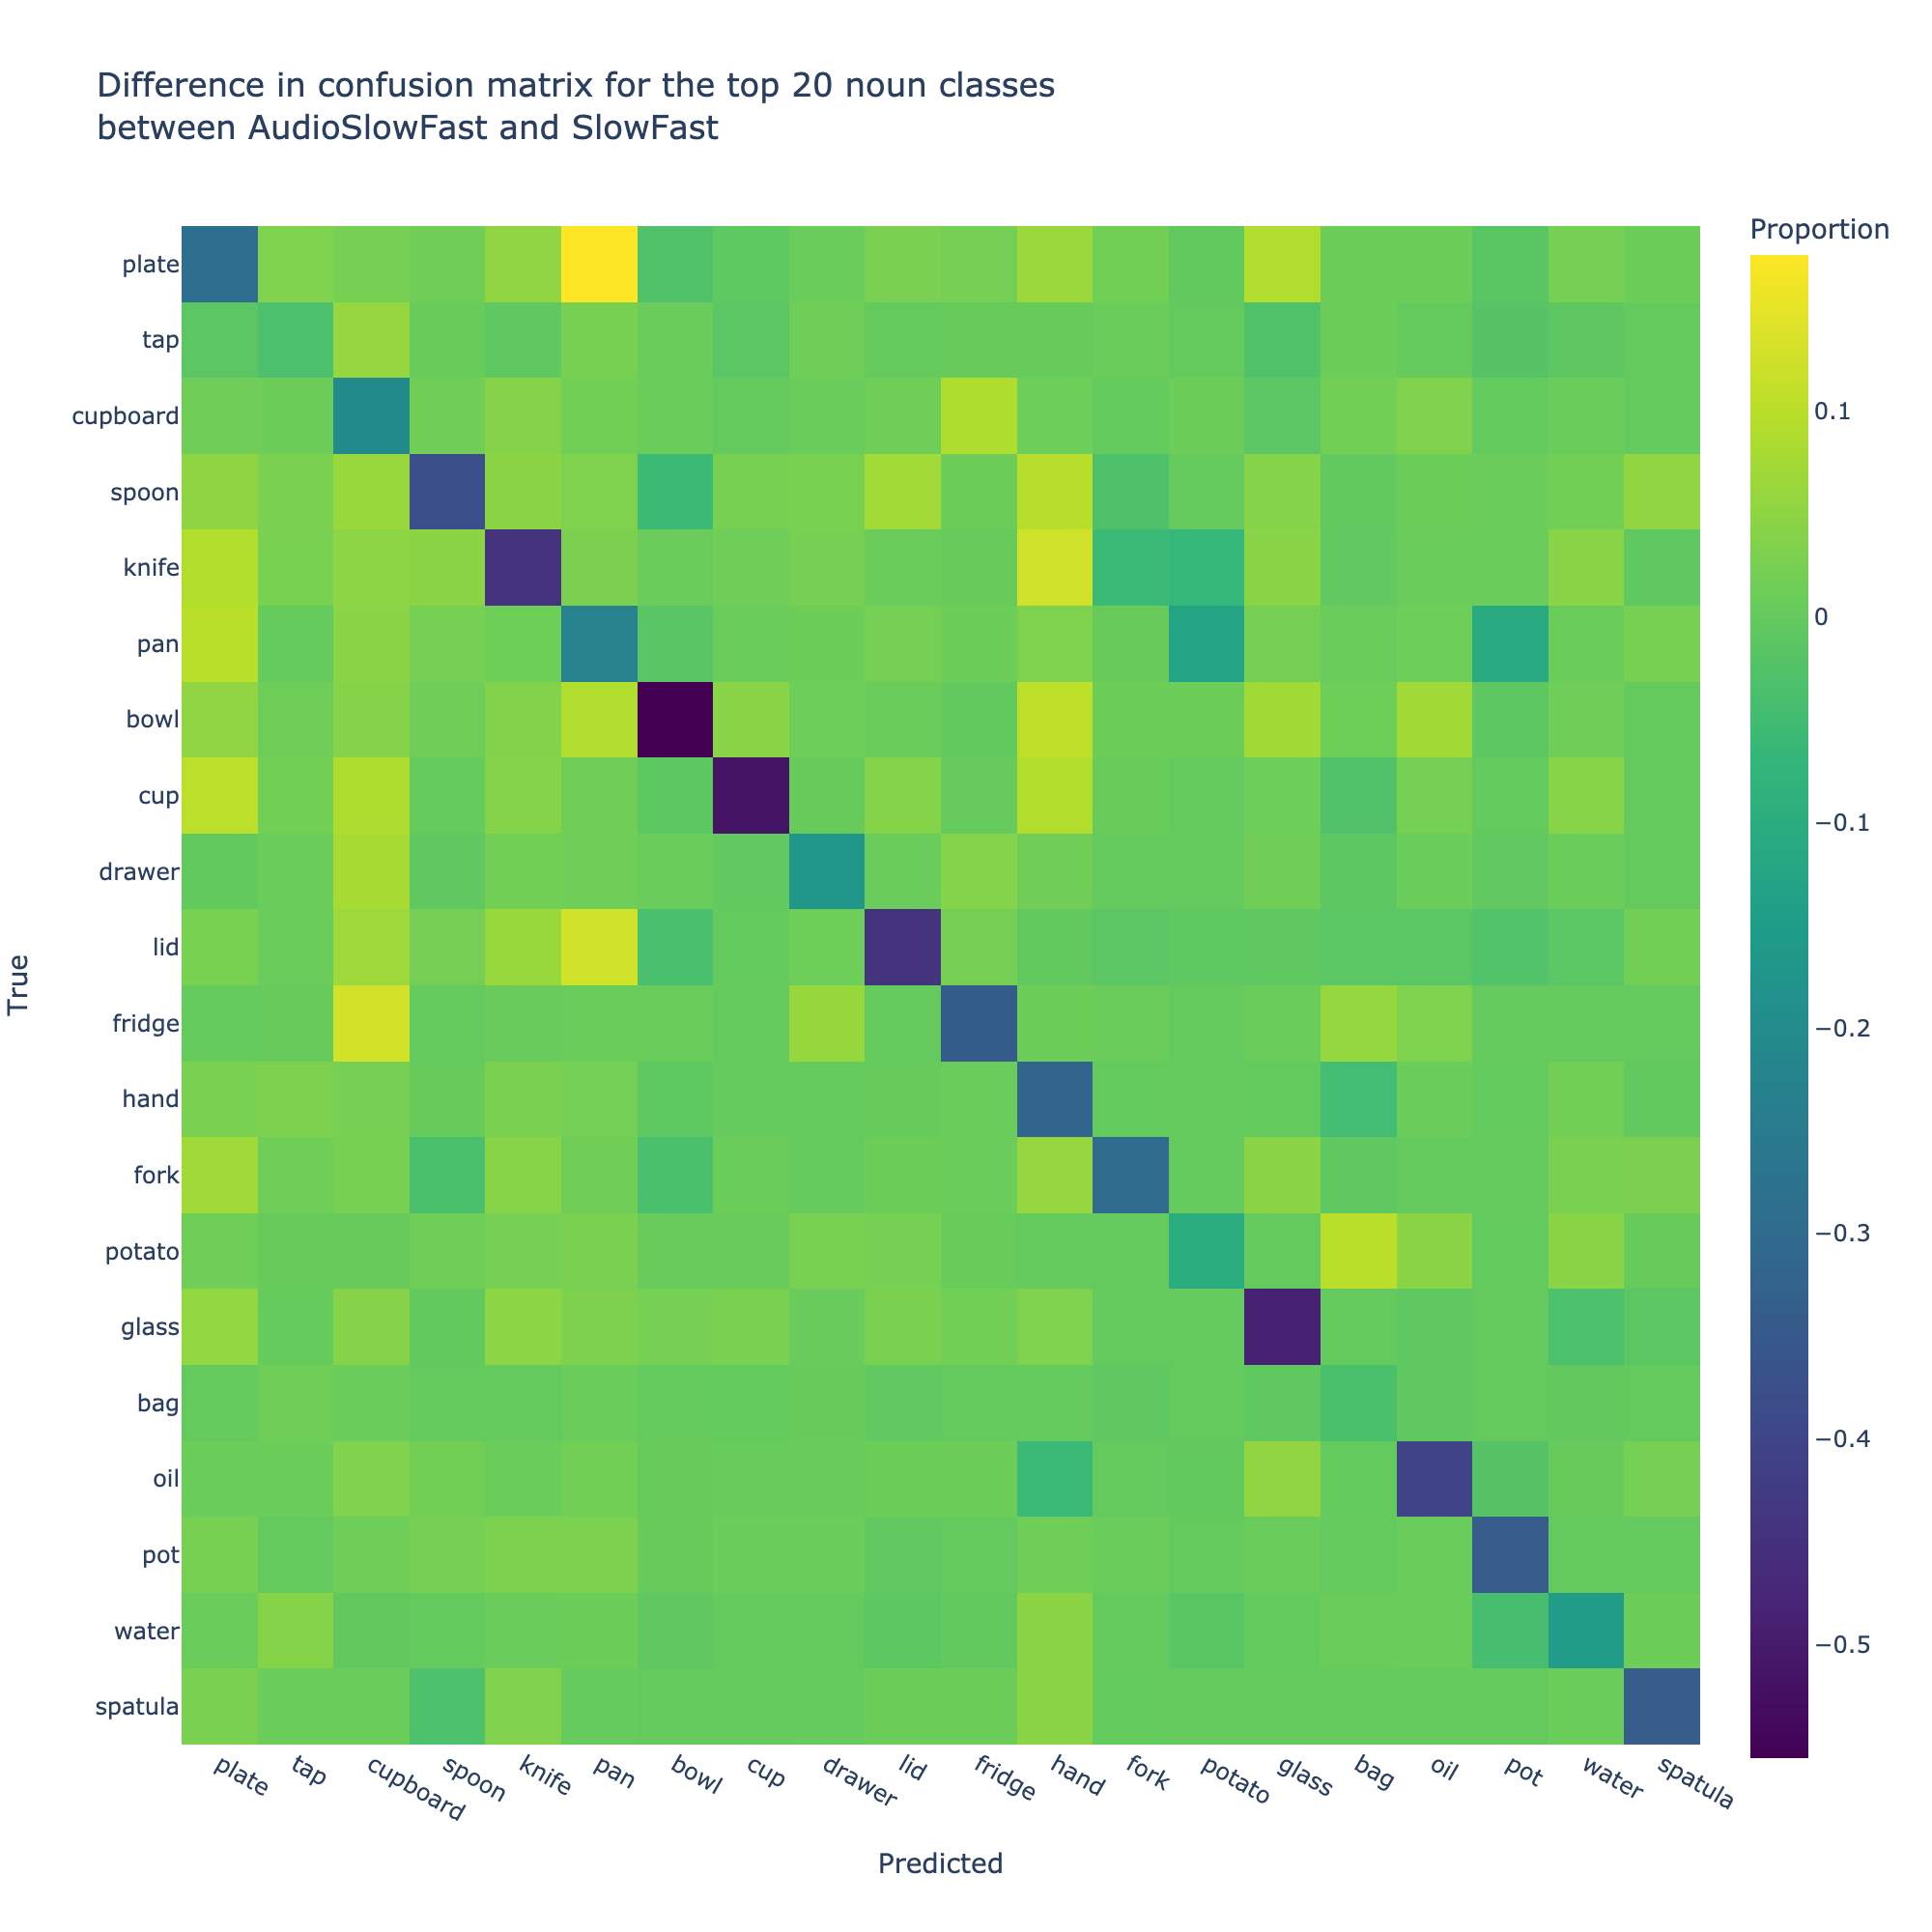 Difference in confusion matrix for the top 20 noun classes
between AudioSlowFast and SlowFast
Proportion
0.1
0
−0.1
−0.2
−0.3
−0.4
−0.5
True
plate
tap
cupboard
spoon
knife
pan
bowl
cup
drawer
lid
fridge
hand
fork
potato
glass
bag
oil
pot
water
spatula
plate
tap
cupboard
spoon
knife
pan
bowl
cup
drawer
lid
fridge
hand
fork
potato
glass
bag
oil
pot
water
spatula
Predicted